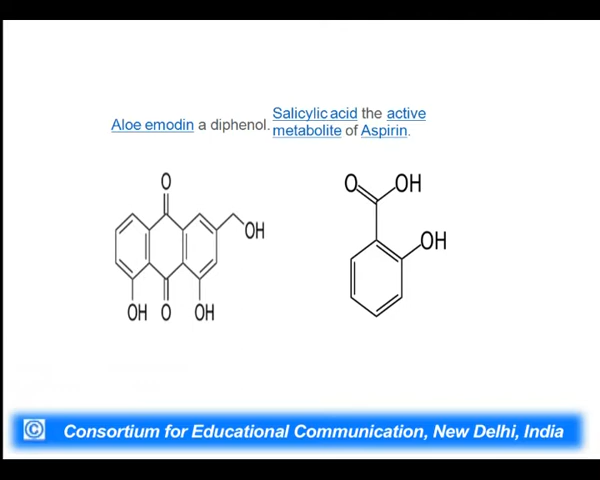 Aloe emodin a diphenol.
Salicylic acid the active
metabolite of Aspirin.
O
OH
OH O OH
O OH
OH
© Consortium for Educational Communication, New Delhi, India